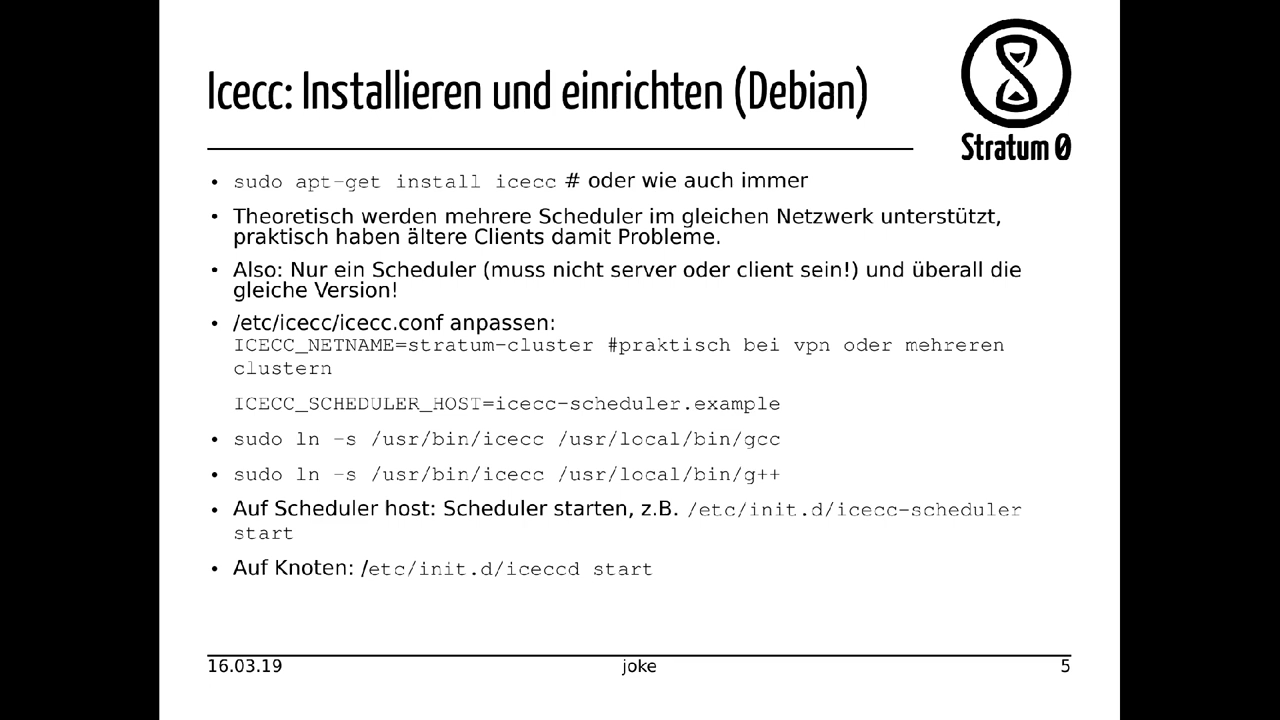 Icecc: Installieren und einrichten (Debian)
Stratum 0
• sudo apt-get install icecc # oder wie auch immer
• Theoretisch werden mehrere Scheduler im gleichen Netzwerk unterstützt,
praktisch haben ältere Clients damit Probleme.
• Also: Nur ein Scheduler (muss nicht server oder client sein!) und überall die
gleiche Version!
• /etc/icecc/icecc.conf anpassen:
ICECC_NETNAME=stratum-cluster #praktisch bei vpn oder mehreren
clustern
ICECC_SCHEDULER_HOST=icecc-scheduler.example
• sudo ln -s /usr/bin/icecc /usr/local/bin/gcc
• sudo ln -s /usr/bin/icecc /usr/local/bin/g++
• Auf Scheduler host: Scheduler starten, z.B. /etc/init.d/icecc-scheduler
start
• Auf Knoten: /etc/init.d/iceccd start
16.03.19
joke
5